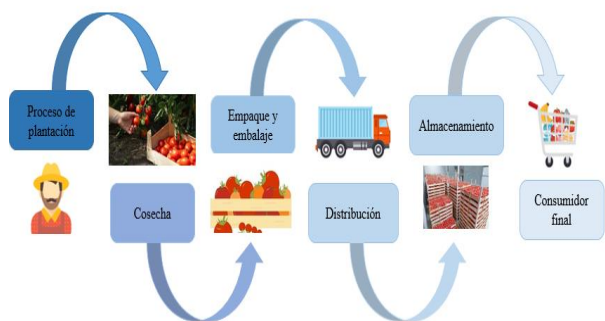 Proceso de
plantación
Cosecha
Empaque y
embalaje
Distribución
Almacenamiento
Consumidor
final